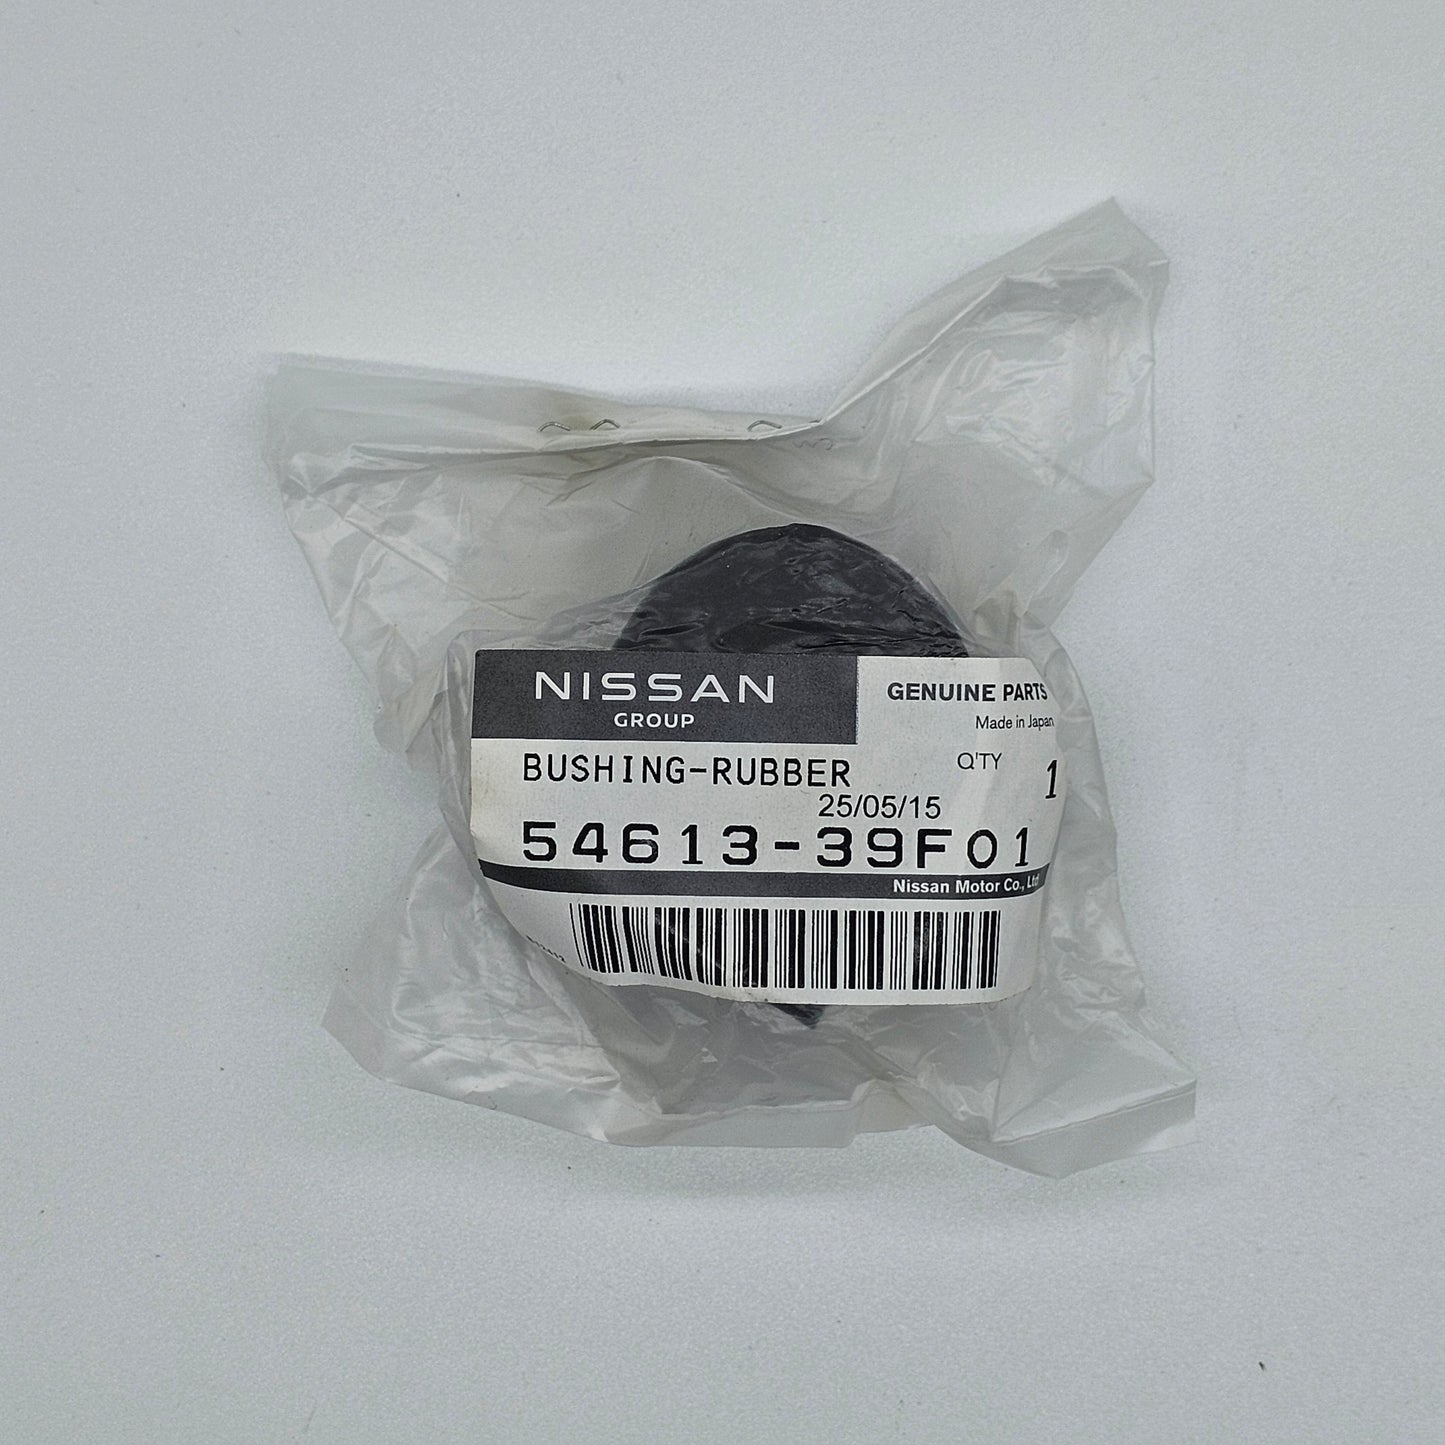 NISSAN
GROUP
GENUINE PARTS
Made in Japan
BUSHING-RUBBER
Q'TY 1
25/05/15
54613-39F01
Nissan Motor Co., Ltd